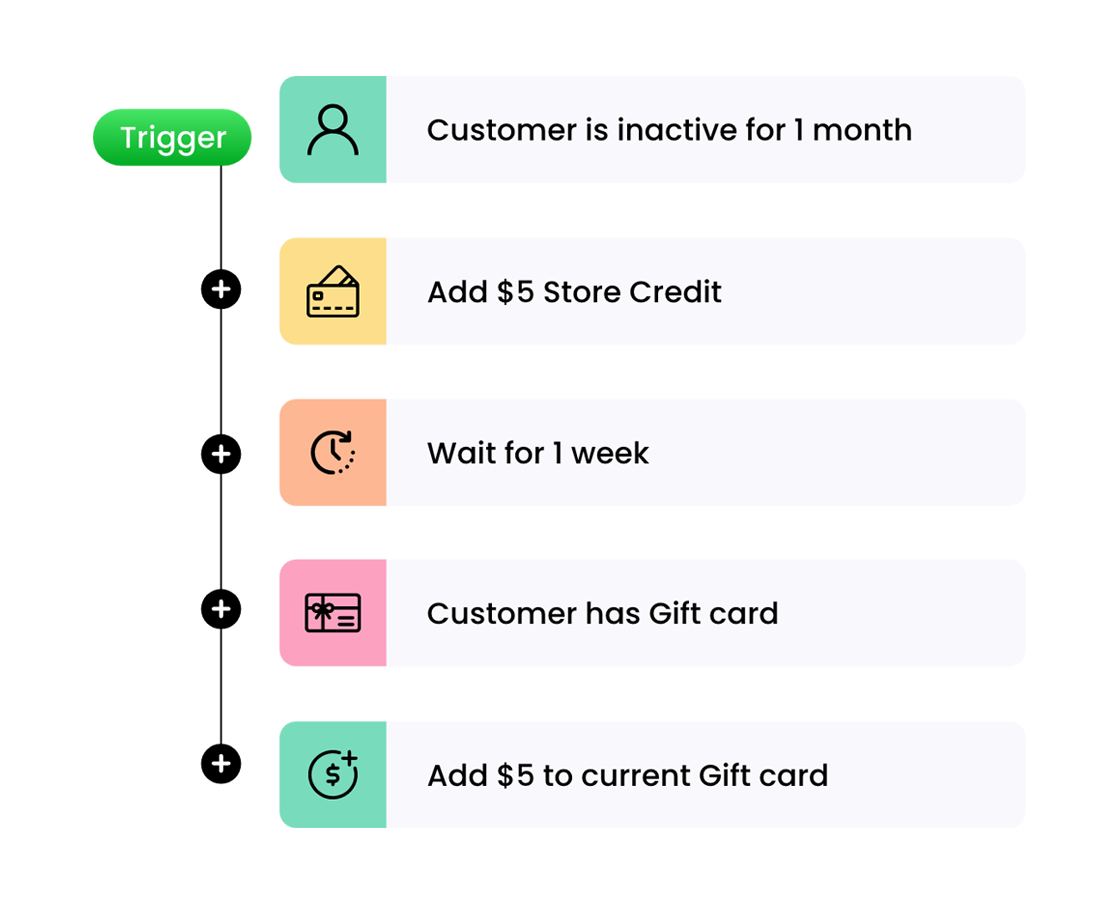 Trigger
Customer is inactive for 1 month
Add $5 Store Credit
Wait for 1 week
Customer has Gift card
Add $5 to current Gift card